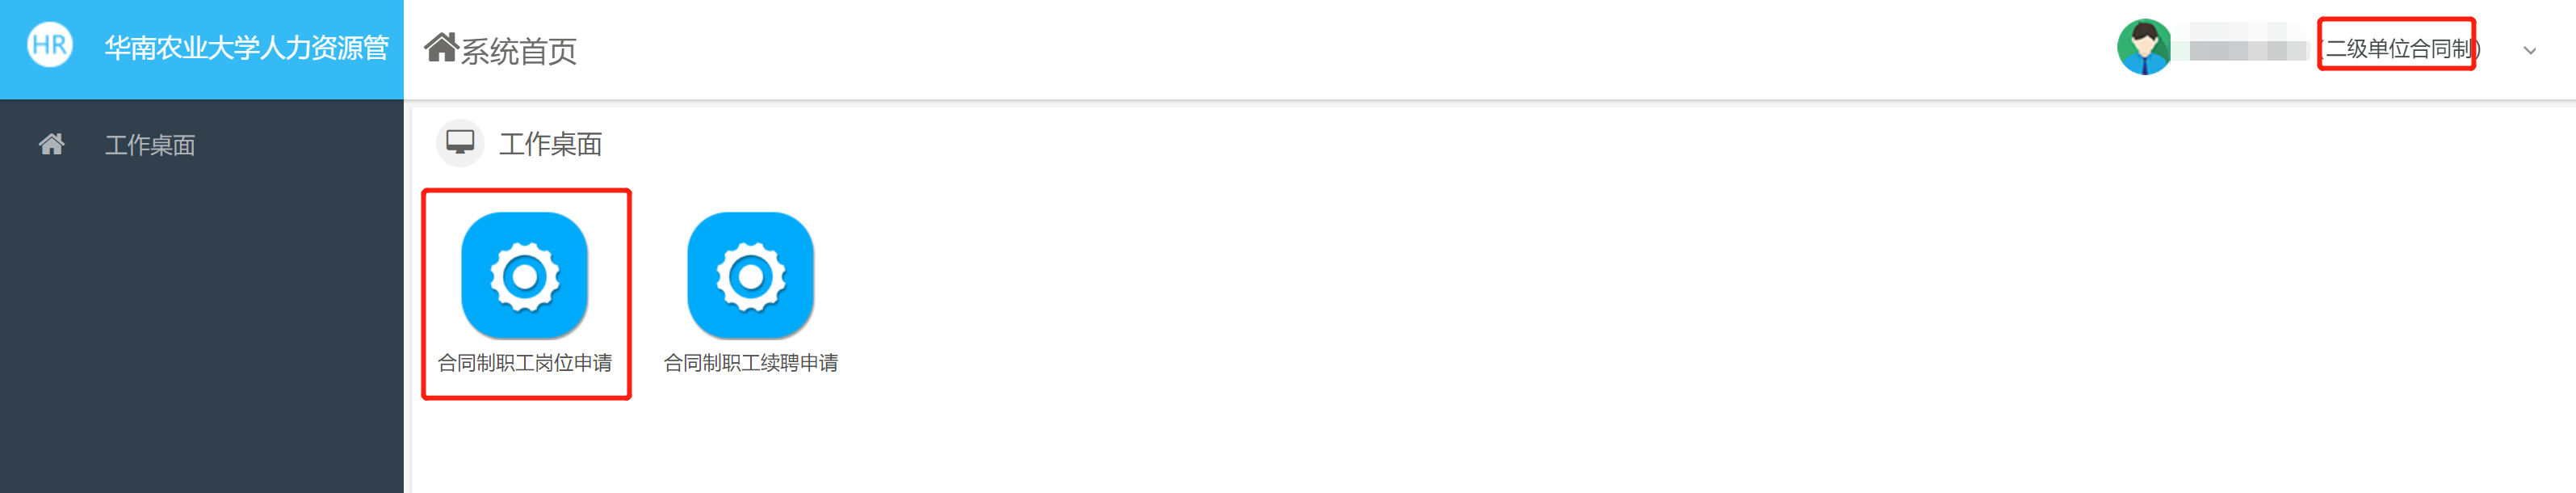 HR
华南农业大学人力资源管
系统首页
(二级单位合同制)
工作桌面
工作桌面
合同制职工岗位申请
合同制职工续聘申请